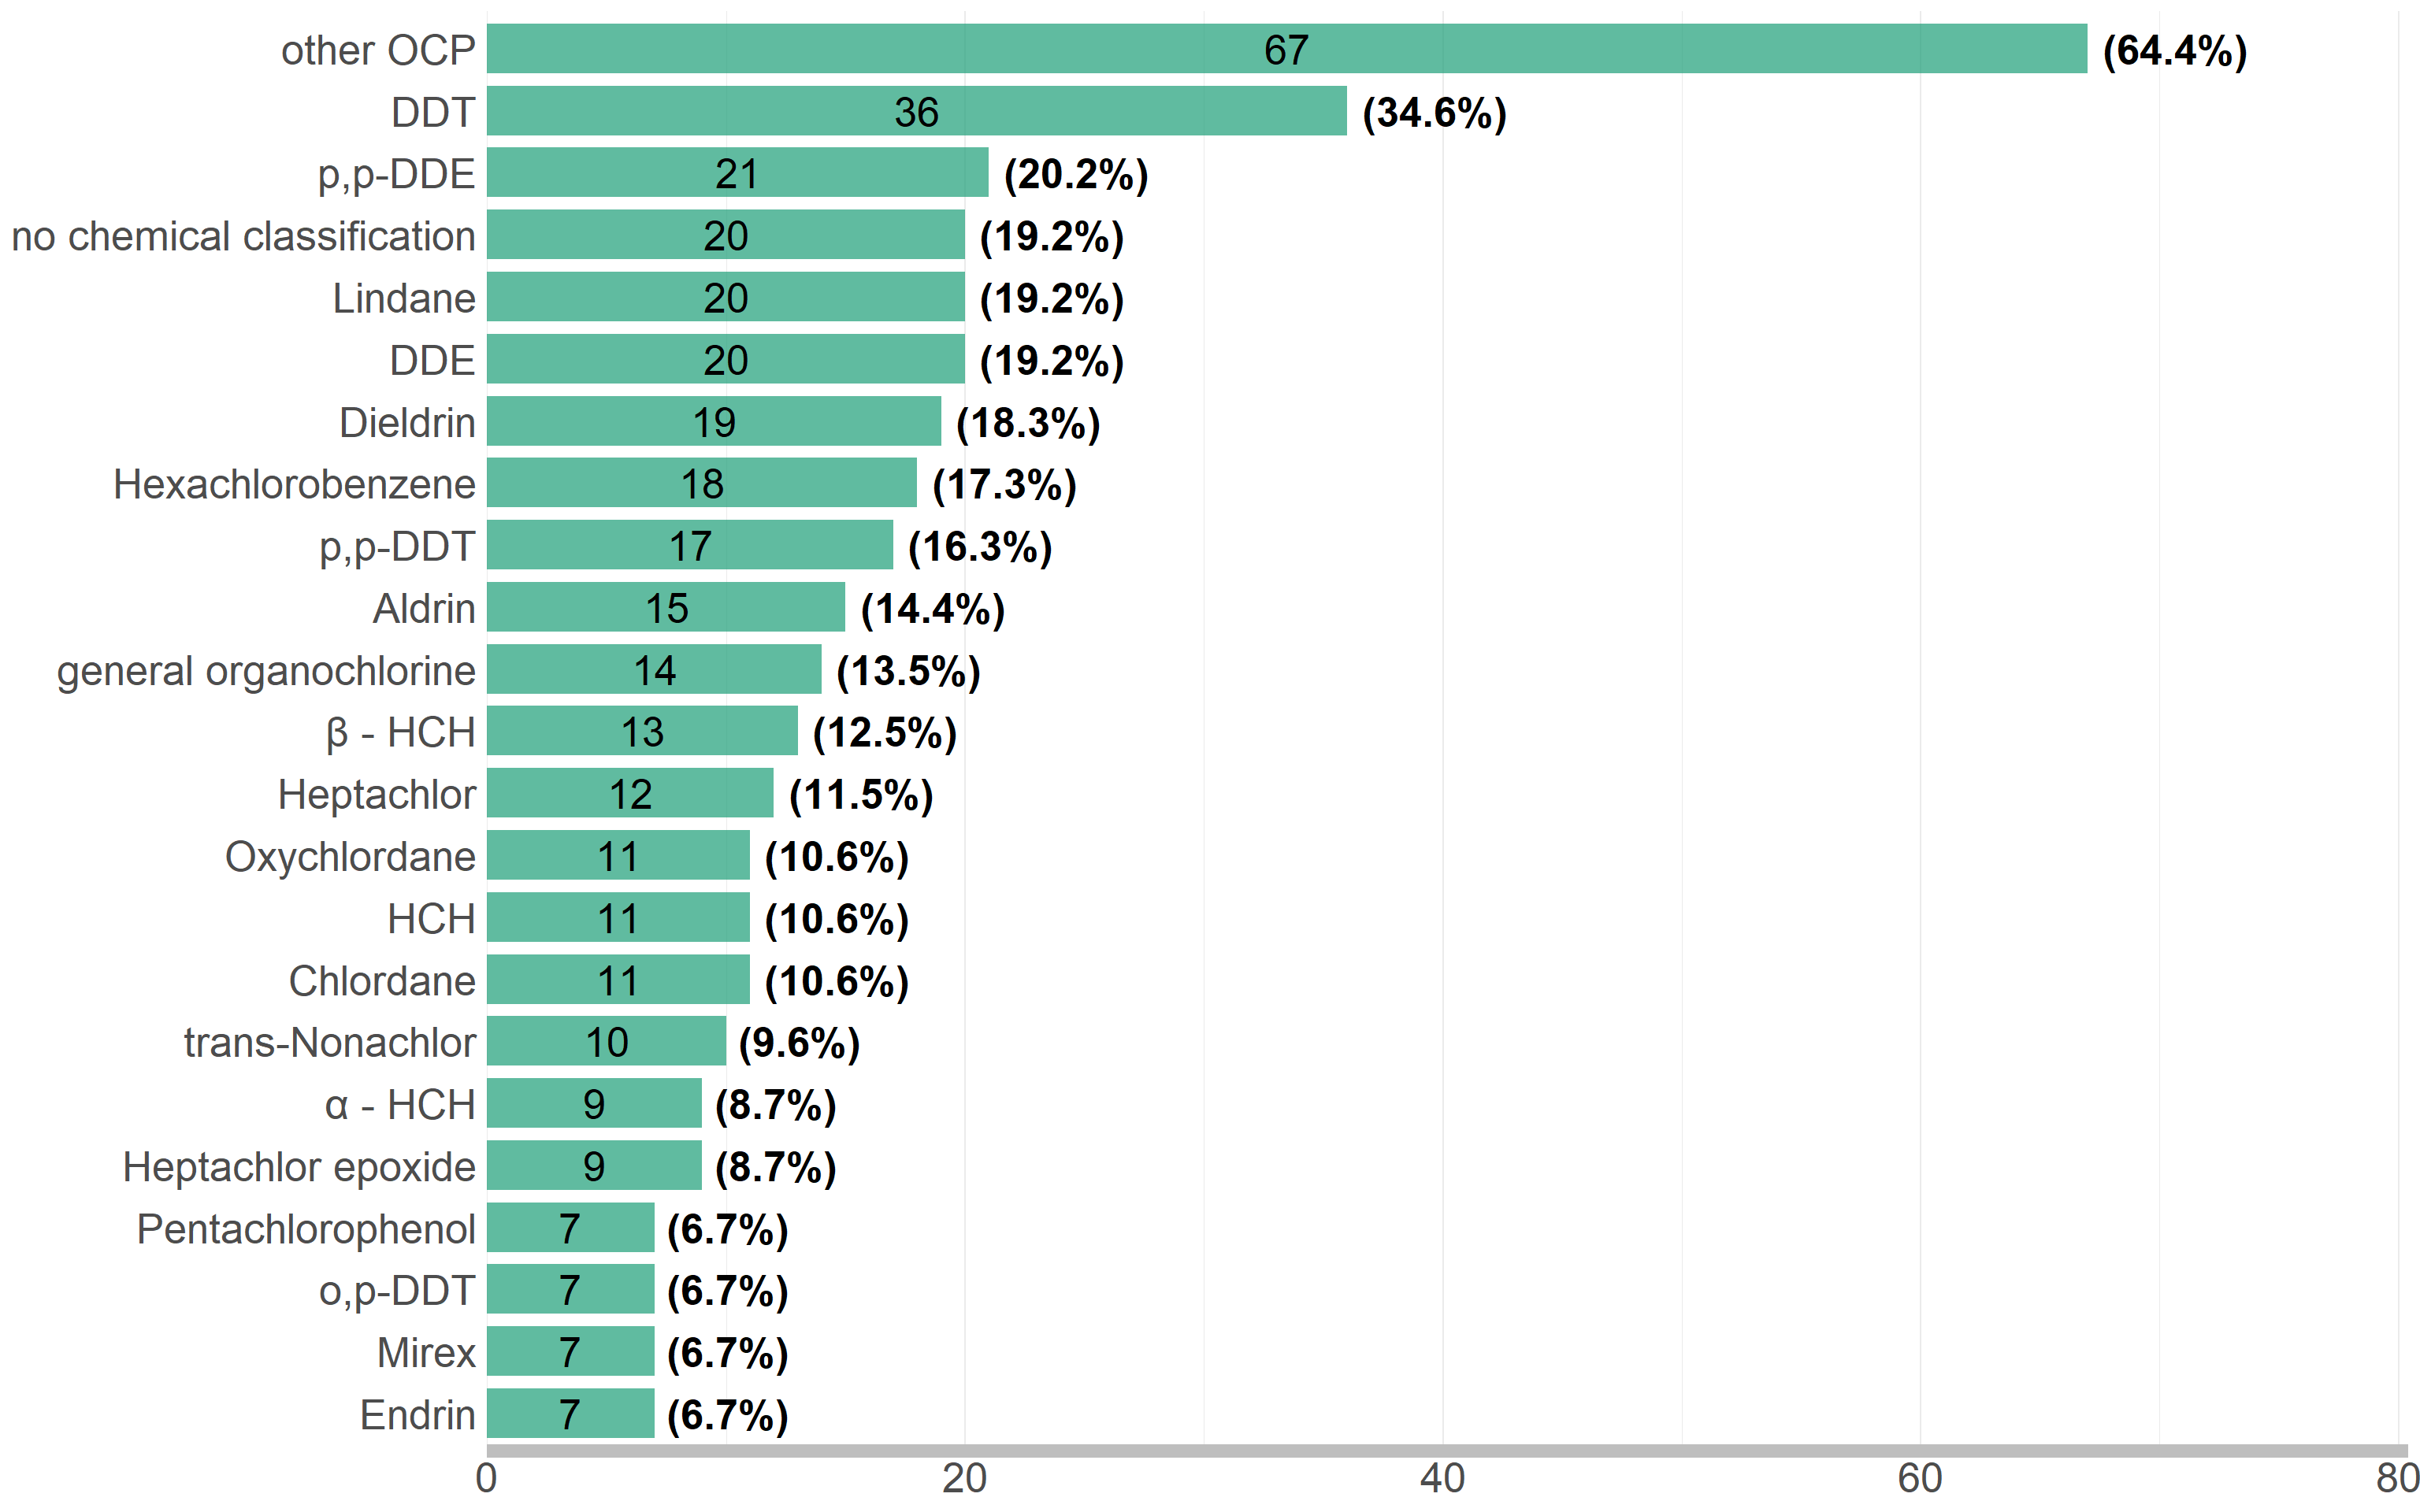 other OCP 67 (64.4%)
DDT 36 (34.6%)
p,p-DDE 21 (20.2%)
no chemical classification 20 (19.2%)
Lindane 20 (19.2%)
DDE 20 (19.2%)
Dieldrin 19 (18.3%)
Hexachlorobenzene 18 (17.3%)
p,p-DDT 17 (16.3%)
Aldrin 15 (14.4%)
general organochlorine 14 (13.5%)
β - HCH 13 (12.5%)
Heptachlor 12 (11.5%)
Oxychlordane 11 (10.6%)
HCH 11 (10.6%)
Chlordane 11 (10.6%)
trans-Nonachlor 10 (9.6%)
α - HCH 9 (8.7%)
Heptachlor epoxide 9 (8.7%)
Pentachlorophenol 7 (6.7%)
o,p-DDT 7 (6.7%)
Mirex 7 (6.7%)
Endrin 7 (6.7%)
0 20 40 60 80